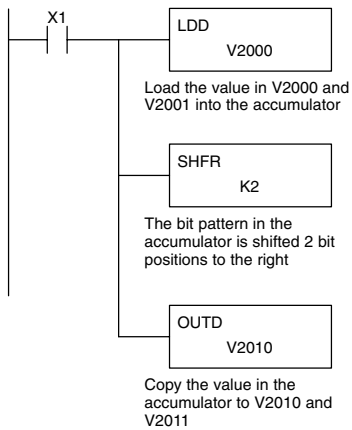 X1
LDD
V2000
Load the value in V2000 and
V2001 into the accumulator
SHFR
K2
The bit pattern in the
accumulator is shifted 2 bit
positions to the right
OUTD
V2010
Copy the value in the
accumulator to V2010 and
V2011